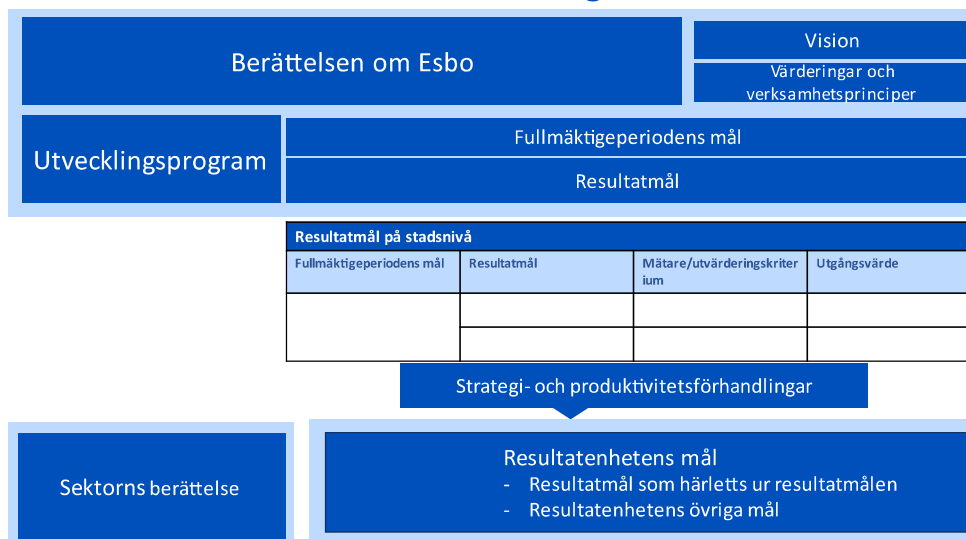 Berättelsen om Esbo
Vision
Värderingar och
verksamhetsprinciper
Utvecklingsprogram
Fullmäktigeperiodens mål
Resultatmål
Resultatmål på stadsnivå
Fullmäktigeperiodens mål
Resultatmål
Mätare/utvärderingskriter
ium
Utgångsvärde
Strategi- och produktivitetsförhandlingar
Sektorns berättelse
Resultatenhetens mål
- Resultatmål som härletts ur resultatmålen
- Resultatenhetens övriga mål